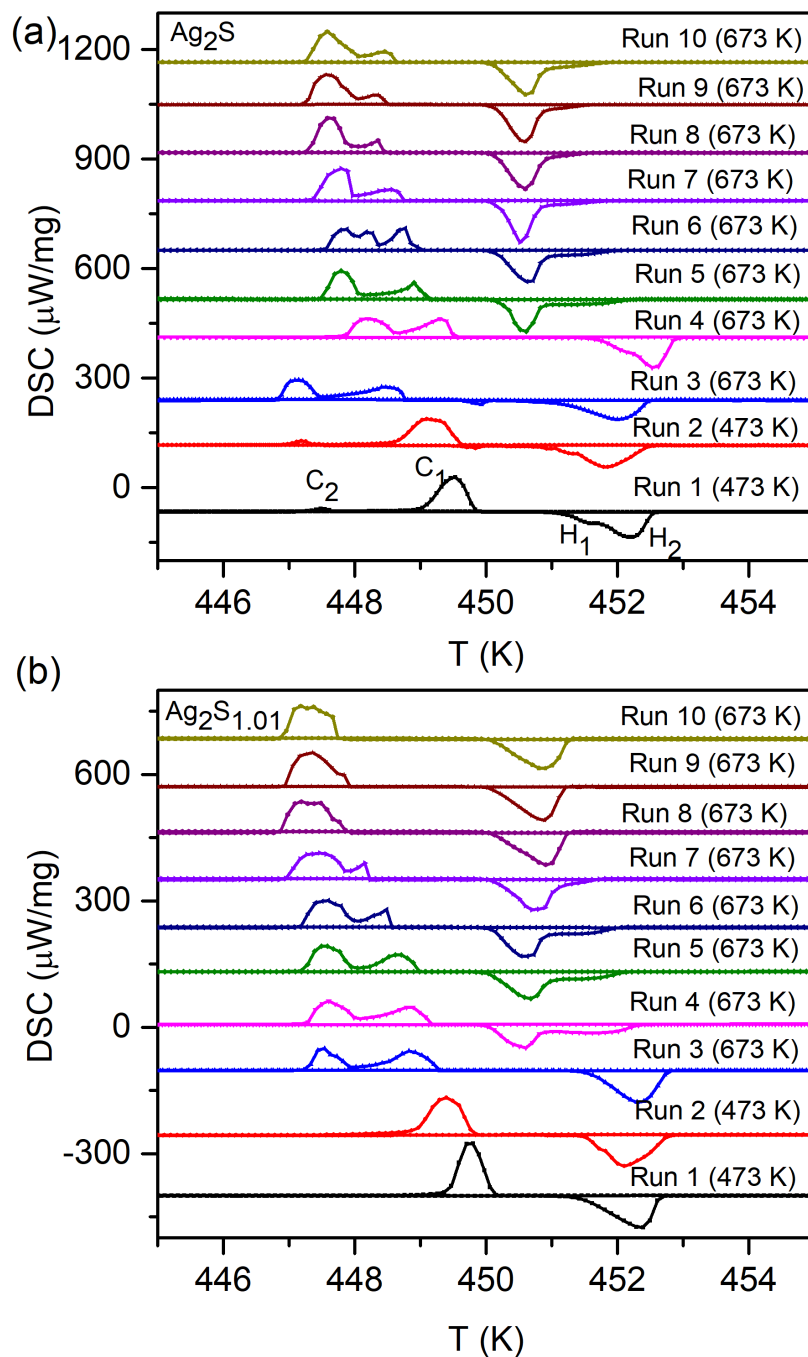 (a)
Ag2S
1200
Run 10 (673 K)
Run 9 (673 K)
900
Run 8 (673 K)
Run 7 (673 K)
600
Run 6 (673 K)
Run 5 (673 K)
Run 4 (673 K)
300
Run 3 (673 K)
Run 2 (473 K)
0
C2
C1
Run 1 (473 K)
H1
H2
DSC (μW/mg)
446 448 450 452 454
T (K)
(b)
Ag2S1.01
Run 10 (673 K)
600
Run 9 (673 K)
Run 8 (673 K)
Run 7 (673 K)
300
Run 6 (673 K)
Run 5 (673 K)
0
Run 4 (673 K)
Run 3 (673 K)
Run 2 (473 K)
-300
Run 1 (473 K)
DSC (μW/mg)
446 448 450 452 454
T (K)